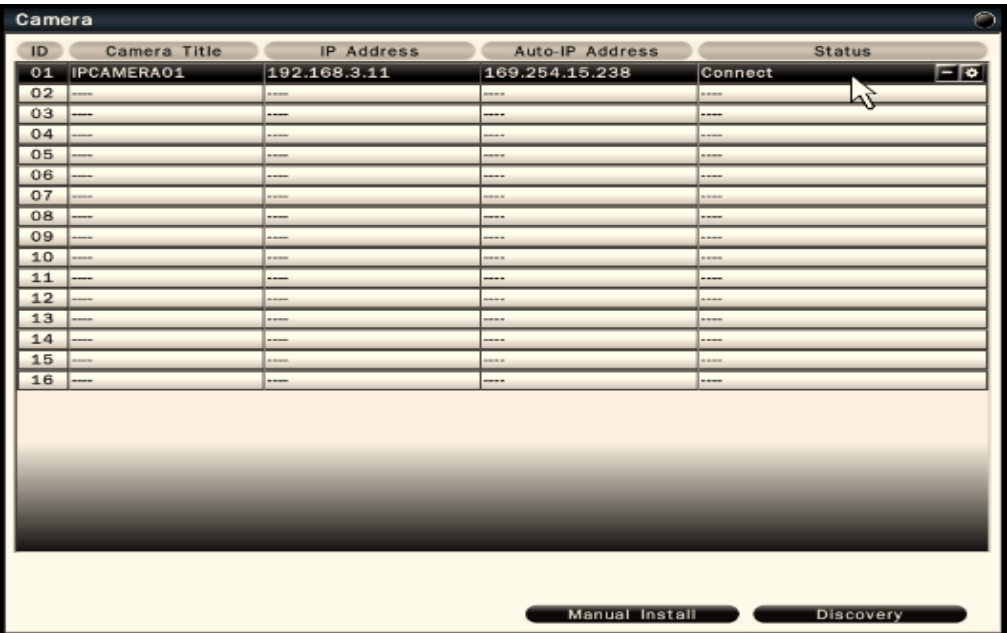 Camera
ID Camera Title IP Address Auto-IP Address Status
01 IPCAMERA01 192.168.3.11 169.254.15.238 Connect
02 ---- ---- ---- ----
03 ---- ---- ---- ----
04 ---- ---- ---- ----
05 ---- ---- ---- ----
06 ---- ---- ---- ----
07 ---- ---- ---- ----
08 ---- ---- ---- ----
09 ---- ---- ---- ----
10 ---- ---- ---- ----
11 ---- ---- ---- ----
12 ---- ---- ---- ----
13 ---- ---- ---- ----
14 ---- ---- ---- ----
15 ---- ---- ---- ----
16 ---- ---- ---- ----
Manual Install Discovery